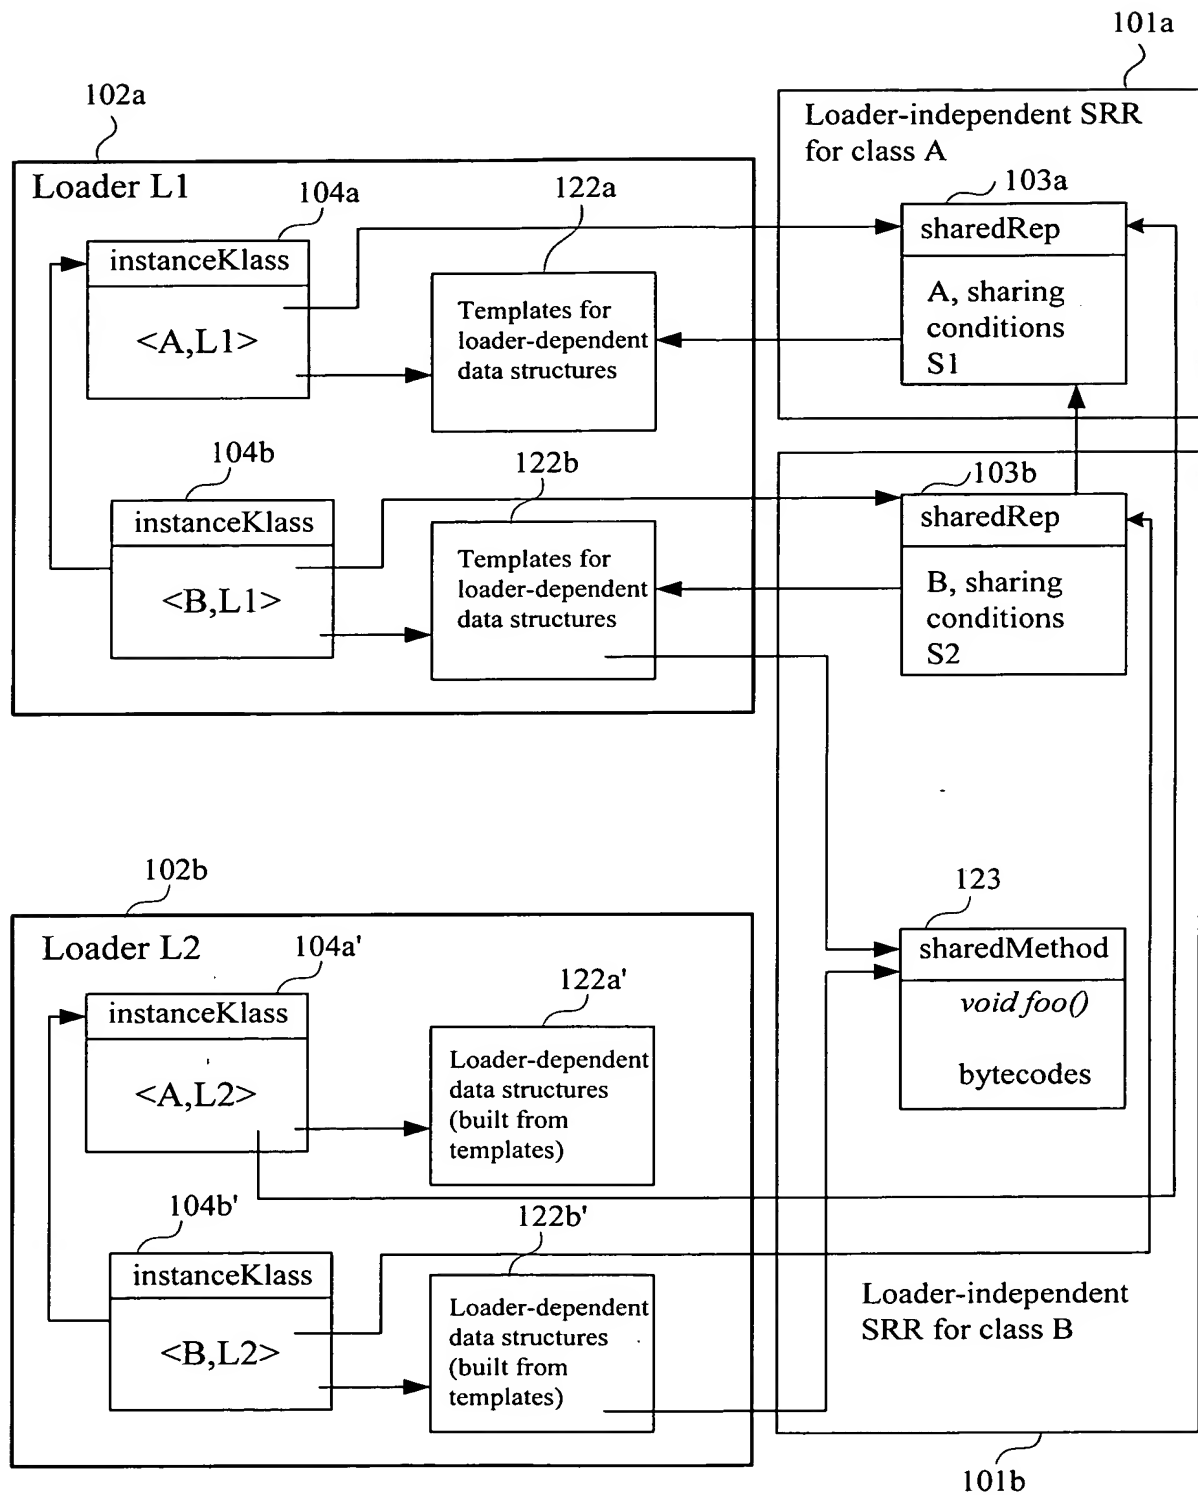 101a
102a
Loader-independent SRR
for class A
Loader L1
104a
122a
103a
instanceKlass
sharedRep
<A,L1>
Templates for
loader-dependent
data structures
A, sharing
conditions
S1
104b
122b
103b
instanceKlass
sharedRep
<B,L1>
Templates for
loader-dependent
data structures
B, sharing
conditions
S2
102b
123
Loader L2
104a'
122a'
sharedMethod
instanceKlass
void foo()
<A,L2>
Loader-dependent
data structures
(built from
templates)
bytecodes
104b'
122b'
instanceKlass
<B,L2>
Loader-dependent
data structures
(built from
templates)
Loader-independent
SRR for class B
101b